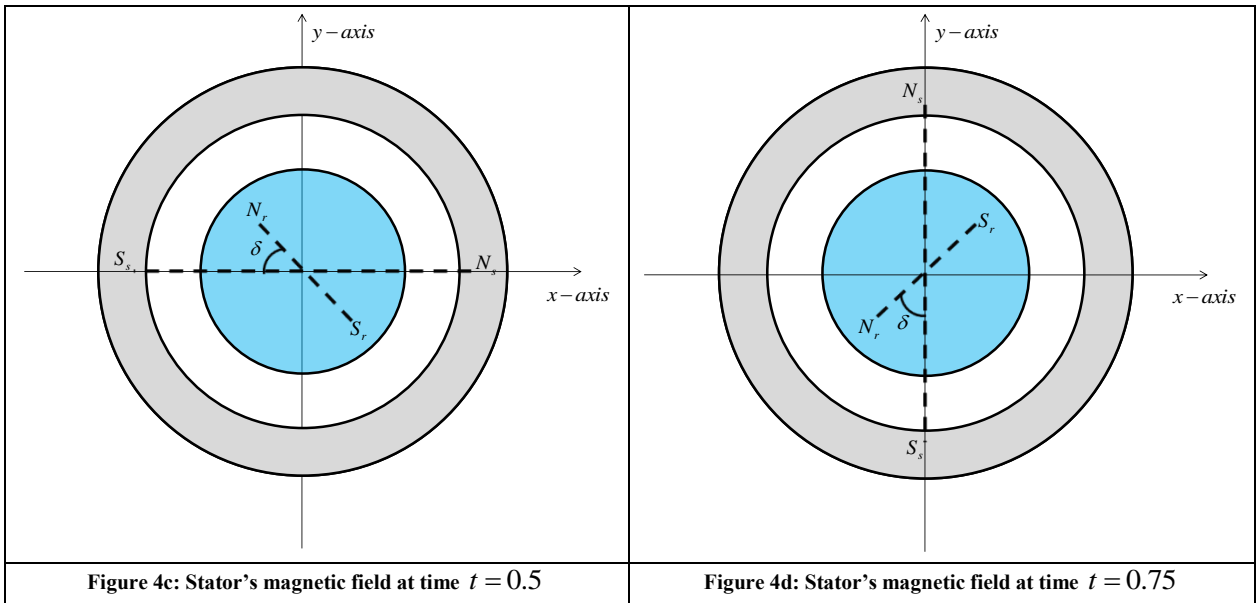 y − axis
N_r
δ
S_s
N_s
x − axis
S_r
Figure 4c: Stator's magnetic field at time t = 0.5
y − axis
N_s
S_r
x − axis
N_r
δ
S_s
Figure 4d: Stator's magnetic field at time t = 0.75